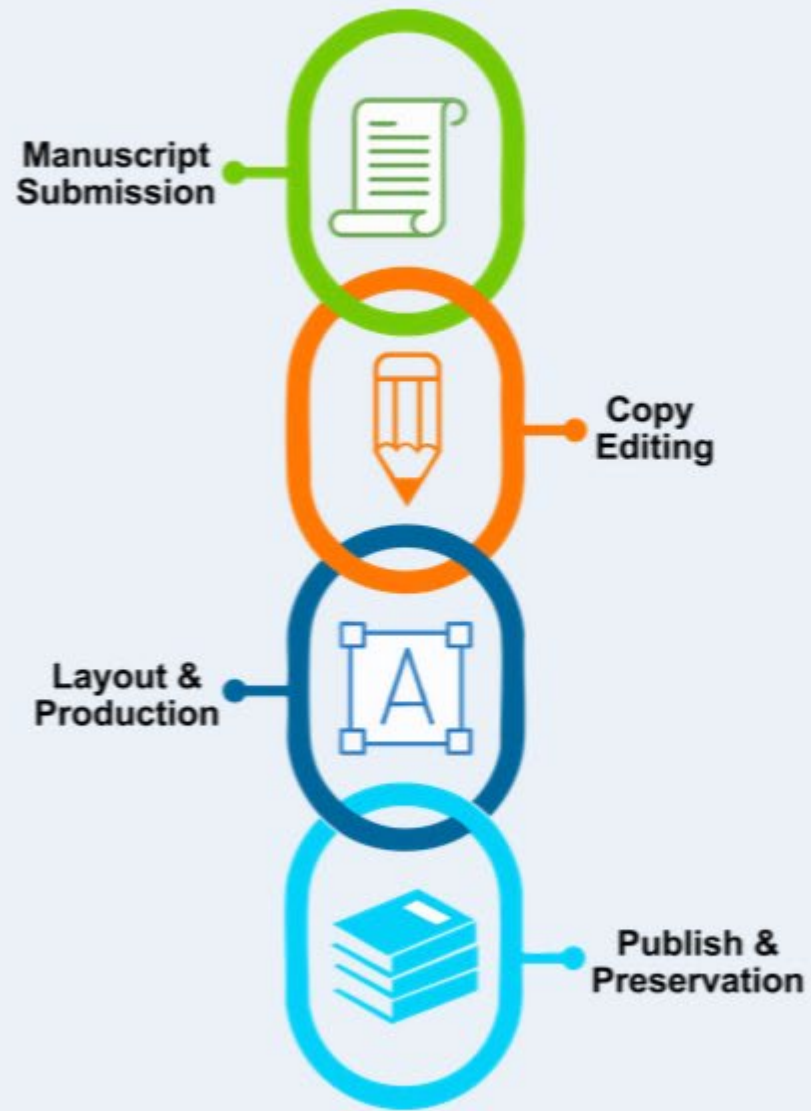 Manuscript
Submission
Copy
Editing
A
Layout &
Production
Publish &
Preservation